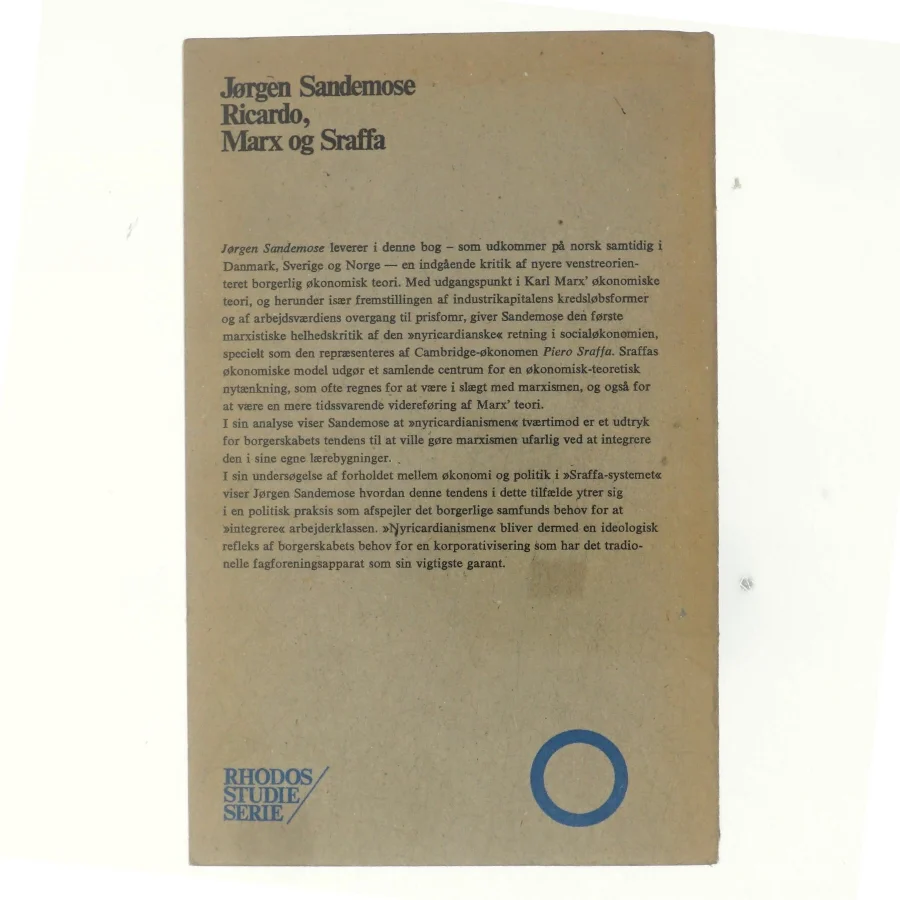 Jørgen Sandemose
Ricardo,
Marx og Sraffa
Jørgen Sandemose leverer i denne bog – som udkommer på norsk samtidig i
Danmark, Sverige og Norge — en indgående kritik af nyere venstreorien-
teret borgerlig økonomisk teori. Med udgangspunkt i Karl Marx' økonomiske
teori, og herunder især fremstillingen af industrikapitalens kredsløbsformer
og af arbejdsværdiens overgang til prisfomr, giver Sandemose den første
marxistiske helhedskritik af den »nyricardianske« retning i socialøkonomien,
specielt som den repræsenteres af Cambridge-økonomen Piero Sraffa. Sraffas
økonomiske model udgør et samlende centrum for en økonomisk-teoretisk
nytænkning, som ofte regnes for at være i slægt med marxismen, og også for
at være en mere tidssvarende videreføring af Marx' teori.
I sin analyse viser Sandemose at »nyricardianismen« tværtimod er et udtryk
for borgerskabets tendens til at ville gøre marxismen ufarlig ved at integrere
den i sine egne lærebygninger.
I sin undersøgelse af forholdet mellem økonomi og politik i »Sraffa-systemet«
viser Jørgen Sandemose hvordan denne tendens i dette tilfælde ytrer sig
i en politisk praksis som afspejler det borgerlige samfunds behov for at
»integrere« arbejderklassen. »Nyricardianismen« bliver dermed en ideologisk
refleks af borgerskabets behov for en korporativisering som har det tradio-
nelle fagforeningsapparat som sin vigtigste garant.
RHODOS
STUDIE
SERIE